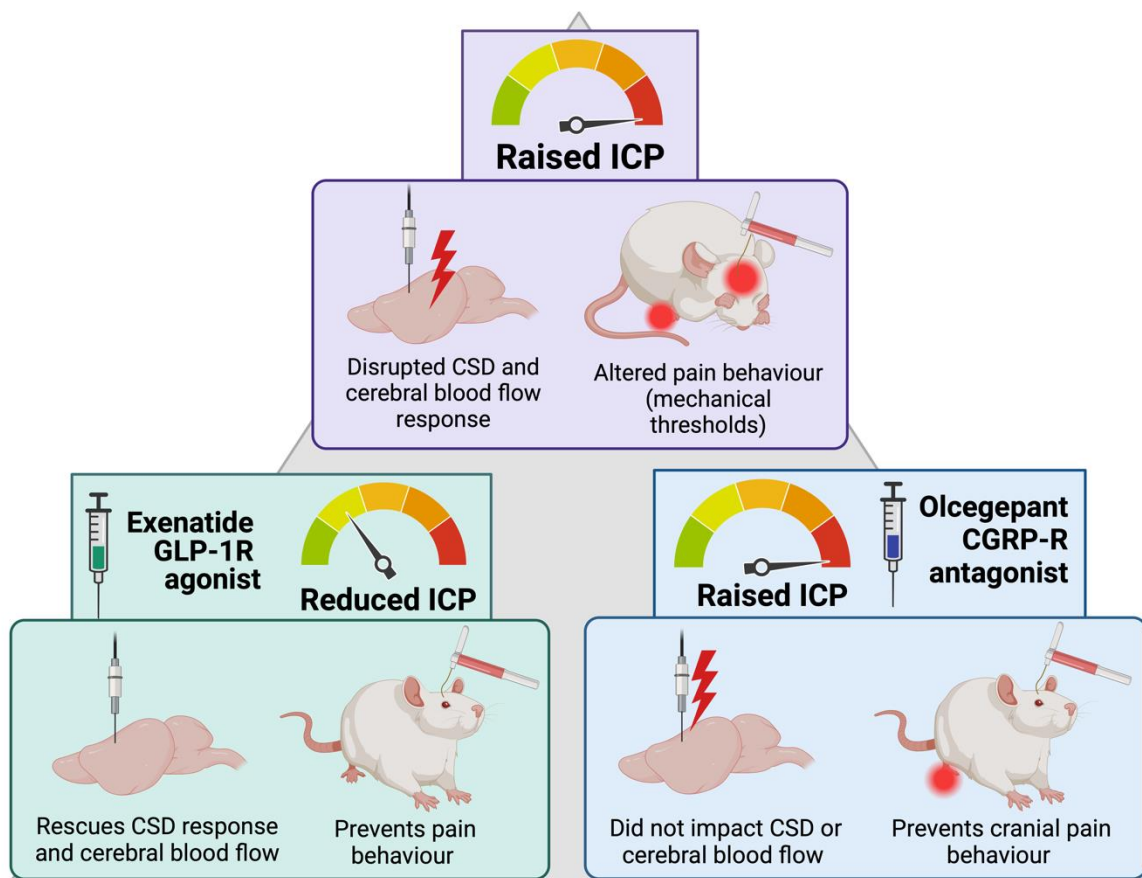 Raised ICP
Disrupted CSD and
cerebral blood flow
response
Altered pain behaviour
(mechanical
thresholds)
Exenatide
GLP-1R
agonist
Reduced ICP
Rescues CSD response
and cerebral blood flow
Prevents pain
behaviour
Raised ICP
Olcegepant
CGRP-R
antagonist
Did not impact CSD or
cerebral blood flow
Prevents cranial pain
behaviour